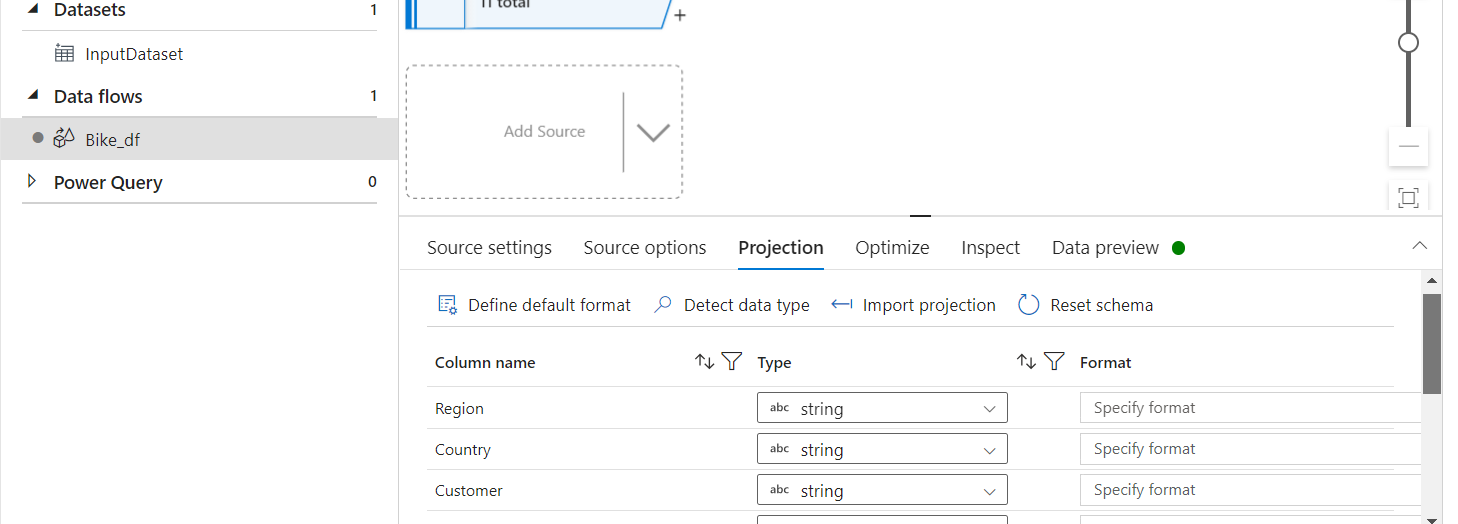 Datasets 1
11 total
+
InputDataset
Data flows 1
Add Source
Bike_df
Power Query 0
Source settings Source options Projection Optimize Inspect Data preview
Define default format Detect data type Import projection Reset schema
Column name Type Format
Region abc string Specify format
Country abc string Specify format
Customer abc string Specify format